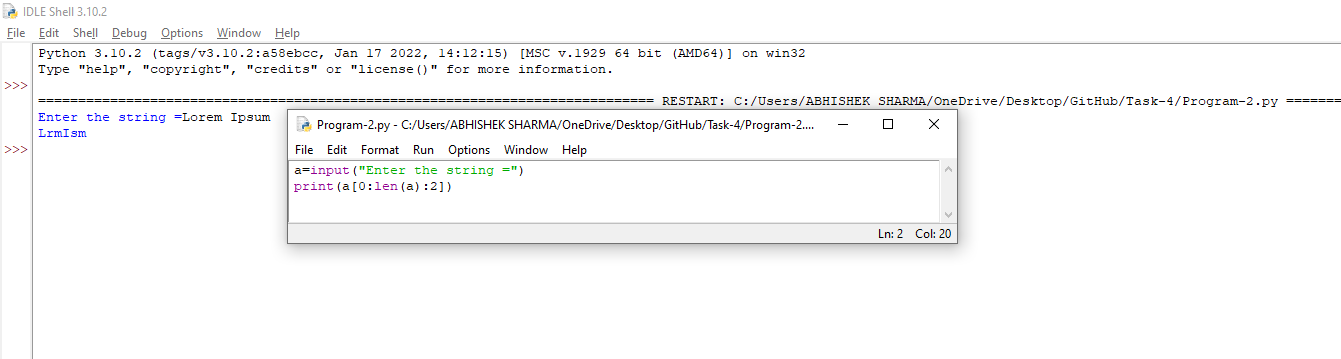 IDLE Shell 3.10.2
File Edit Shell Debug Options Window Help
Python 3.10.2 (tags/v3.10.2:a58ebcc, Jan 17 2022, 14:12:15) [MSC v.1929 64 bit (AMD64)] on win32
Type "help", "copyright", "credits" or "license()" for more information.
>>>
============================================================================= RESTART: C:/Users/ABHISHEK SHARMA/OneDrive/Desktop/GitHub/Task-4/Program-2.py =======
Enter the string =Lorem Ipsum
LrmIsm
>>>
Program-2.py - C:/Users/ABHISHEK SHARMA/OneDrive/Desktop/GitHub/Task-4/Program-2....
File Edit Format Run Options Window Help
a=input("Enter the string =")
print(a[0:len(a):2])
Ln: 2 Col: 20